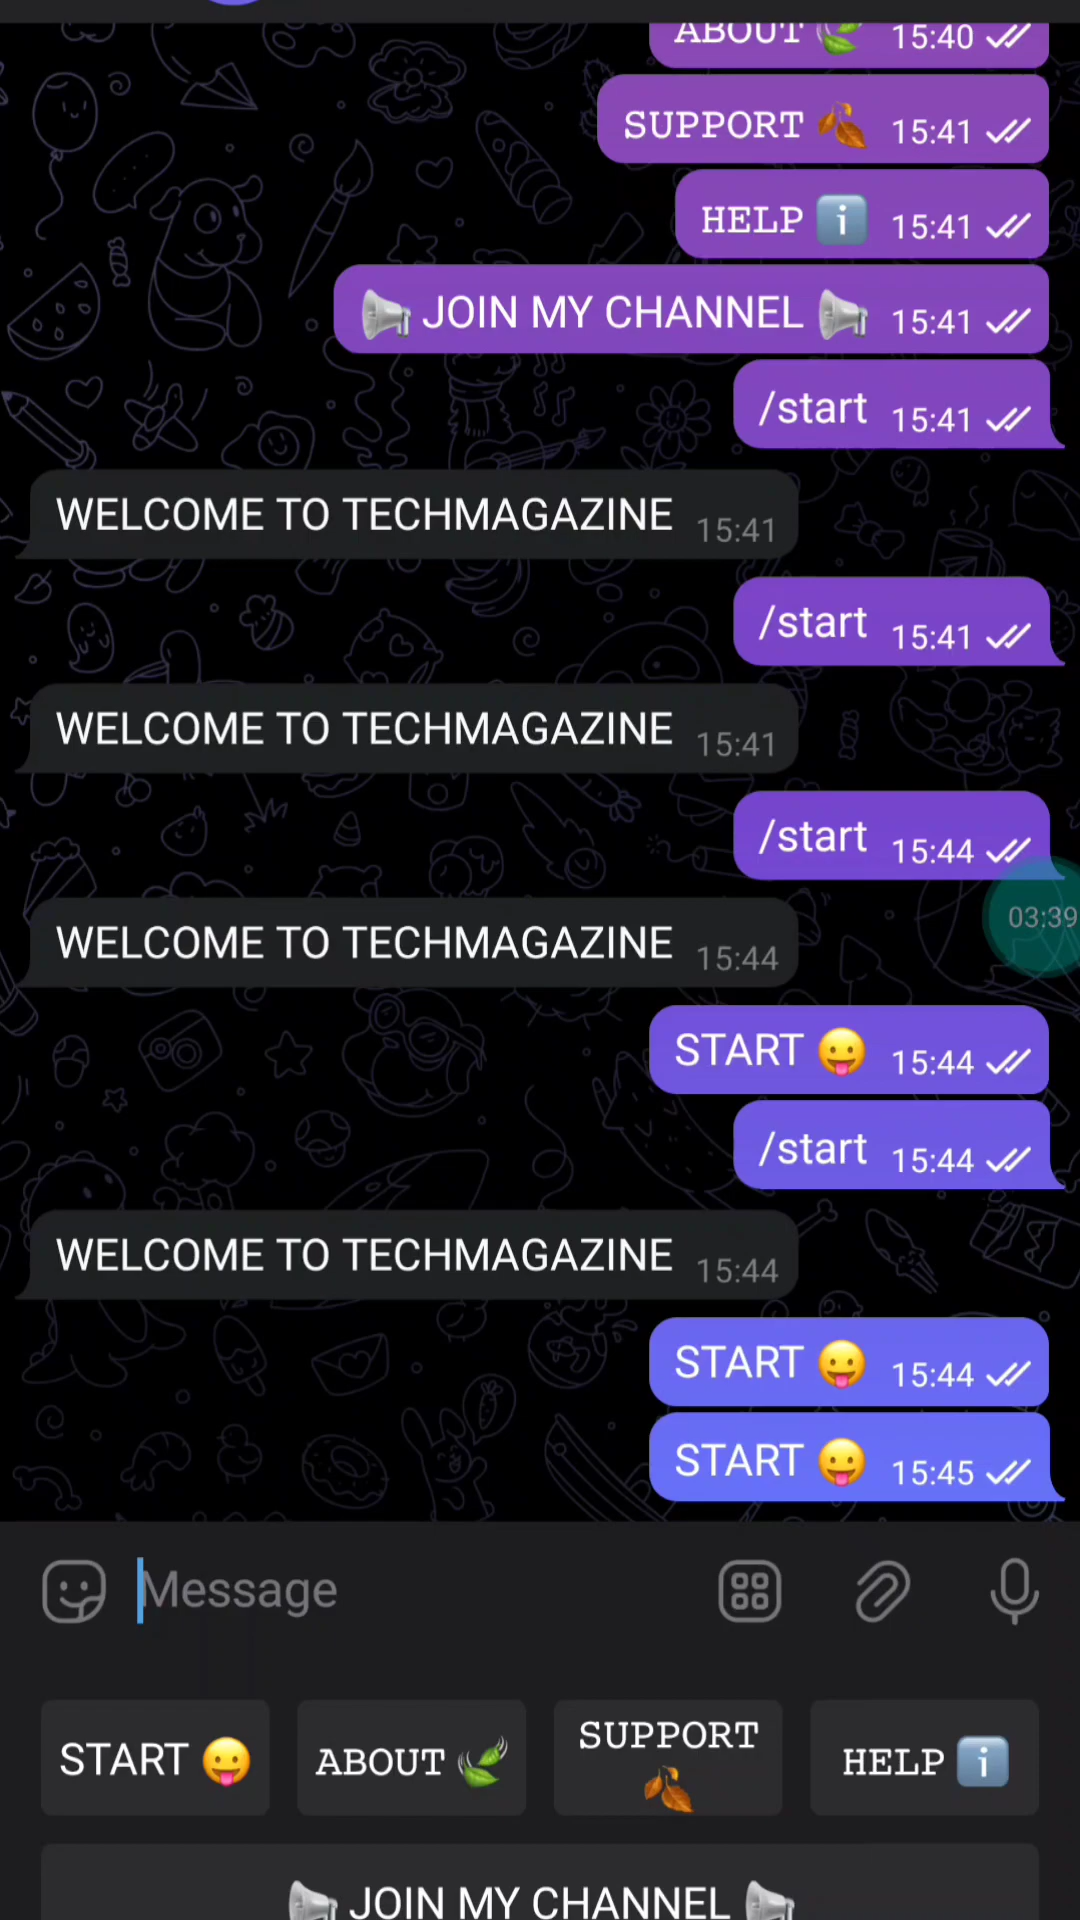 ABOUT 🍃 15:40
SUPPORT 🍂 15:41
HELP ℹ️ 15:41
📢 JOIN MY CHANNEL 📢 15:41
/start 15:41
WELCOME TO TECHMAGAZINE 15:41
/start 15:41
WELCOME TO TECHMAGAZINE 15:41
/start 15:44
03:39
WELCOME TO TECHMAGAZINE 15:44
START 😛 15:44
/start 15:44
WELCOME TO TECHMAGAZINE 15:44
START 😛 15:44
START 😛 15:45
Message
START 😛
ABOUT 🍃
SUPPORT
🍂
HELP ℹ️
📢 JOIN MY CHANNEL 📢